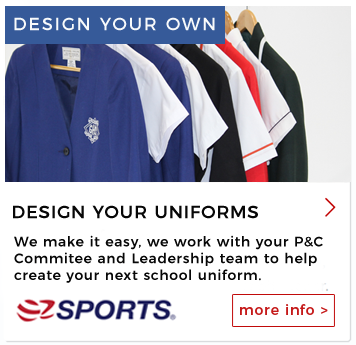 DESIGN YOUR OWN
DESIGN YOUR UNIFORMS
We make it easy, we work with your P&C
Commitee and Leadership team to help
create your next school uniform.
SPORTS.
more info >